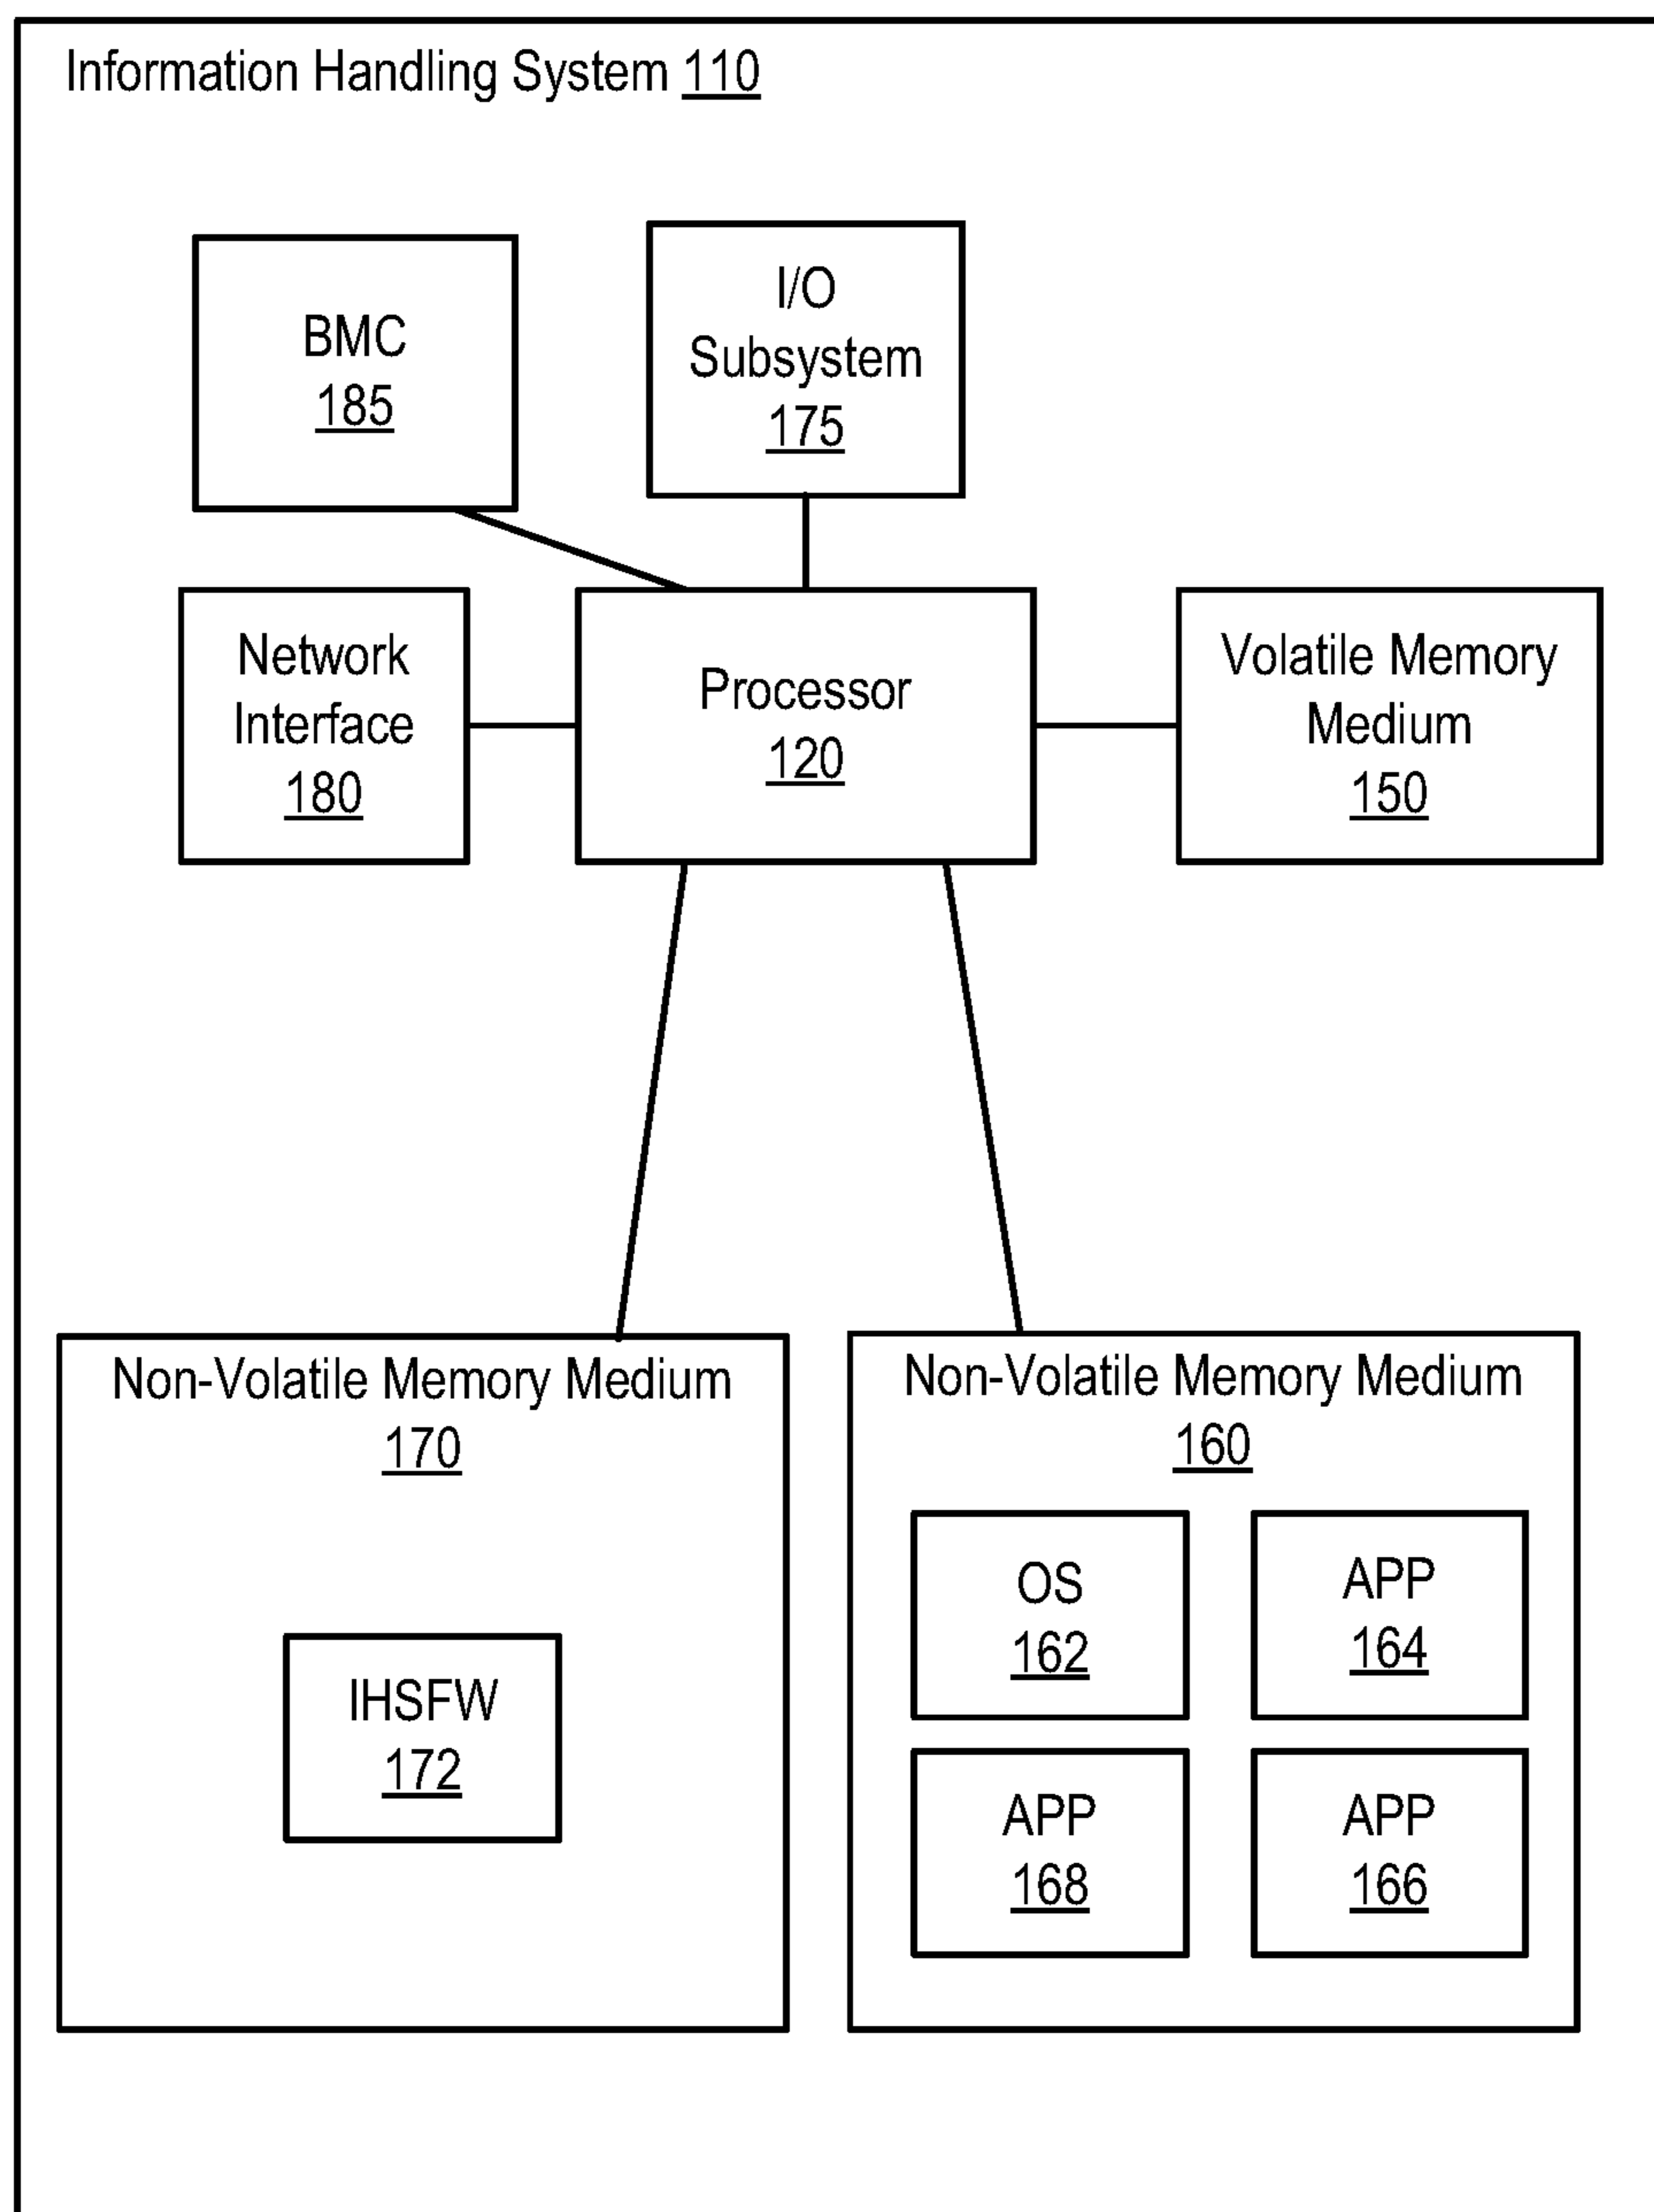 Information Handling System 110
BMC
185
I/O
Subsystem
175
Network
Interface
180
Processor
120
Volatile Memory
Medium
150
Non-Volatile Memory Medium
170
IHSFW
172
Non-Volatile Memory Medium
160
OS
162
APP
164
APP
168
APP
166